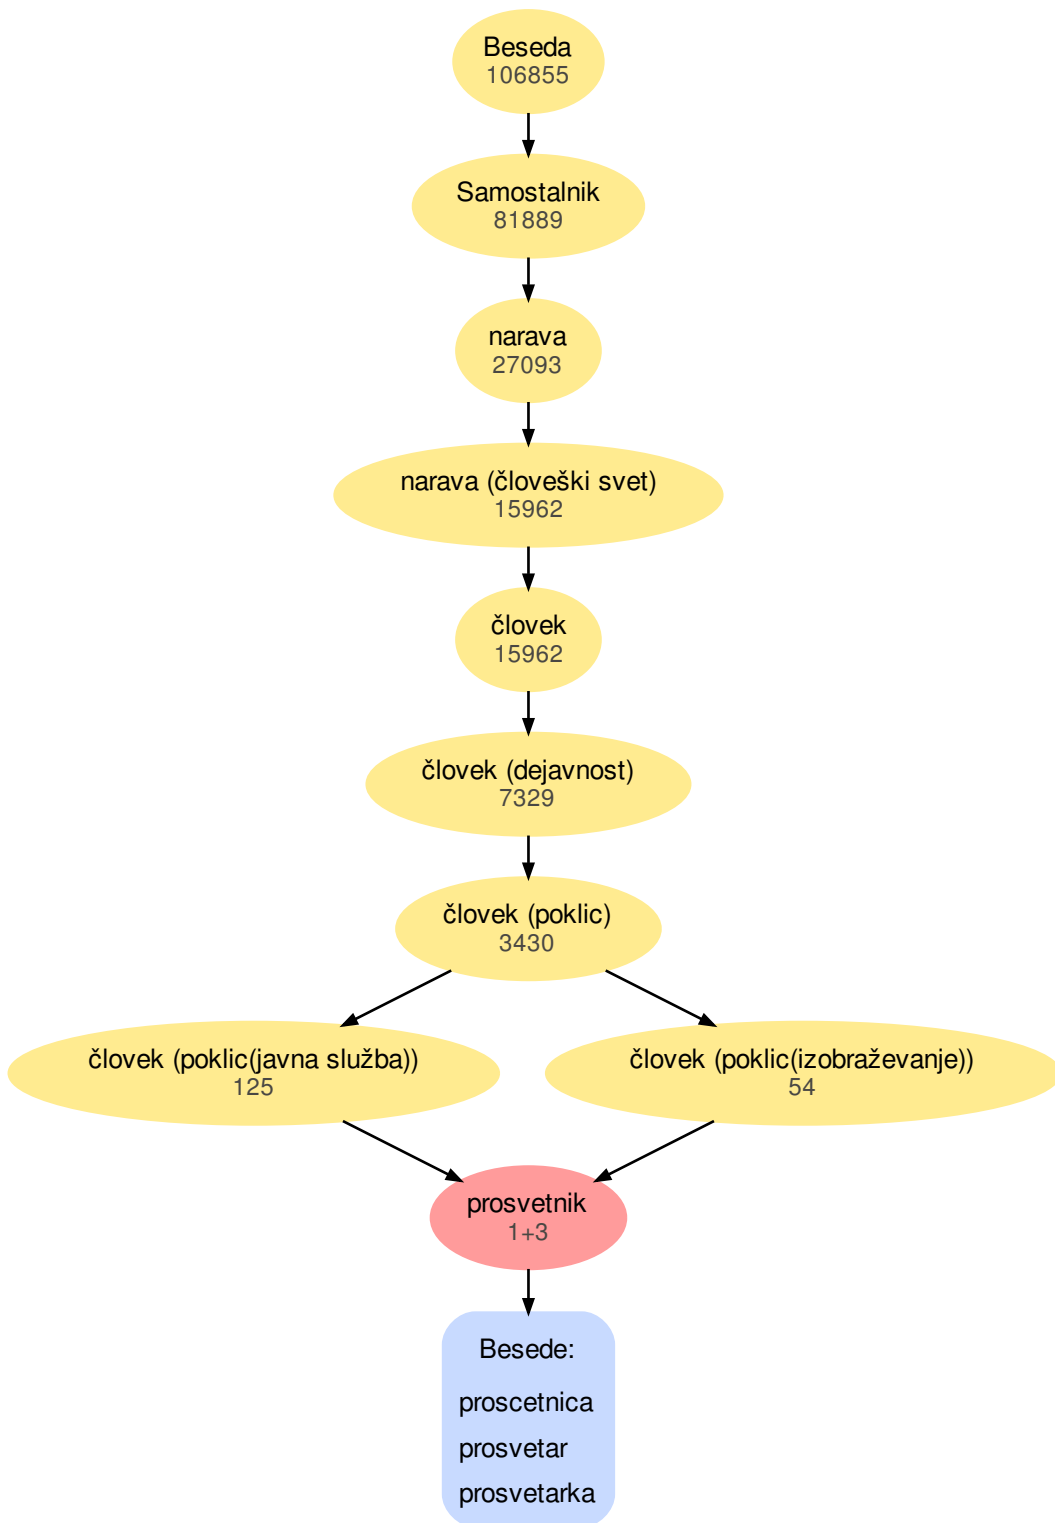 Beseda
106855
Samostalnik
81889
narava
27093
narava (človeški svet)
15962
človek
15962
človek (dejavnost)
7329
človek (poklic)
3430
človek (poklic(javna služba))
125
človek (poklic(izobraževanje))
54
prosvetnik
1+3
Besede:
proscetnica
prosvetar
prosvetarka